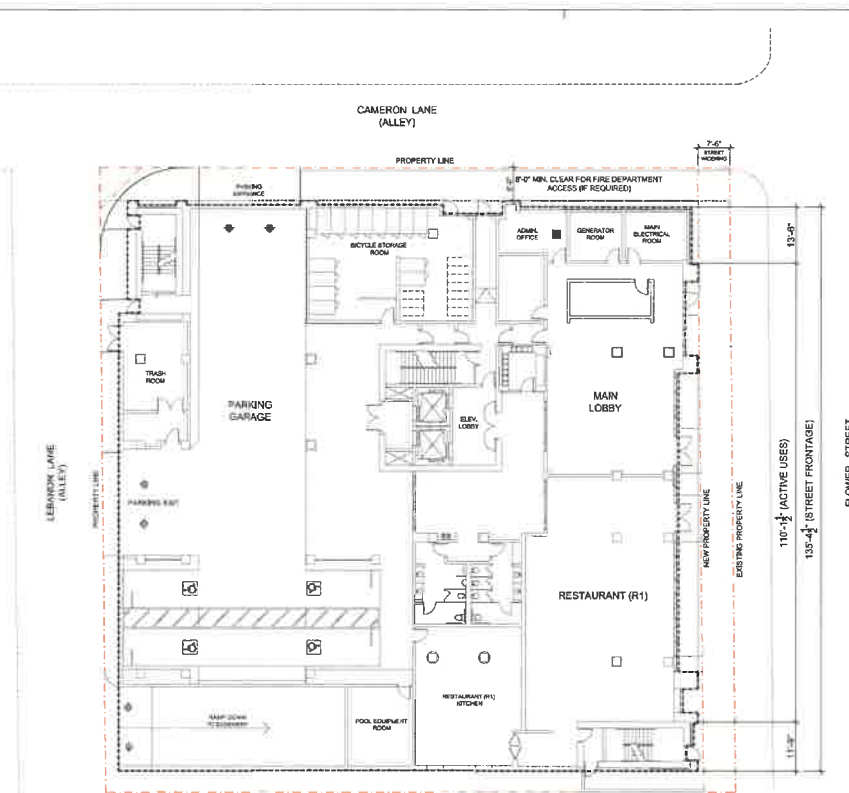 CAMERON LANE
(ALLEY)
7'-6"
STREET
WIDENING
PROPERTY LINE
8'-0" MIN. CLEAR FOR FIRE DEPARTMENT
ACCESS (IF REQUIRED)
PARKING
ENTRANCE
ADMIN.
OFFICE
GENERATOR
ROOM
MAIN
ELECTRICAL
ROOM
BICYCLE STORAGE
ROOM
13'-6"
TRASH
ROOM
PARKING
GARAGE
ELEV.
LOBBY
MAIN
LOBBY
LEBANON LANE
(ALLEY)
PROPERTY LINE
PARKING EXIT
NEW PROPERTY LINE
EXISTING PROPERTY LINE
110'-1½" (ACTIVE USES)
135'-4½" (STREET FRONTAGE)
FLOWER STREET
RESTAURANT (R1)
RESTAURANT (R1)
KITCHEN
RAMP DOWN
TO BASEMENT
POOL EQUIPMENT
ROOM